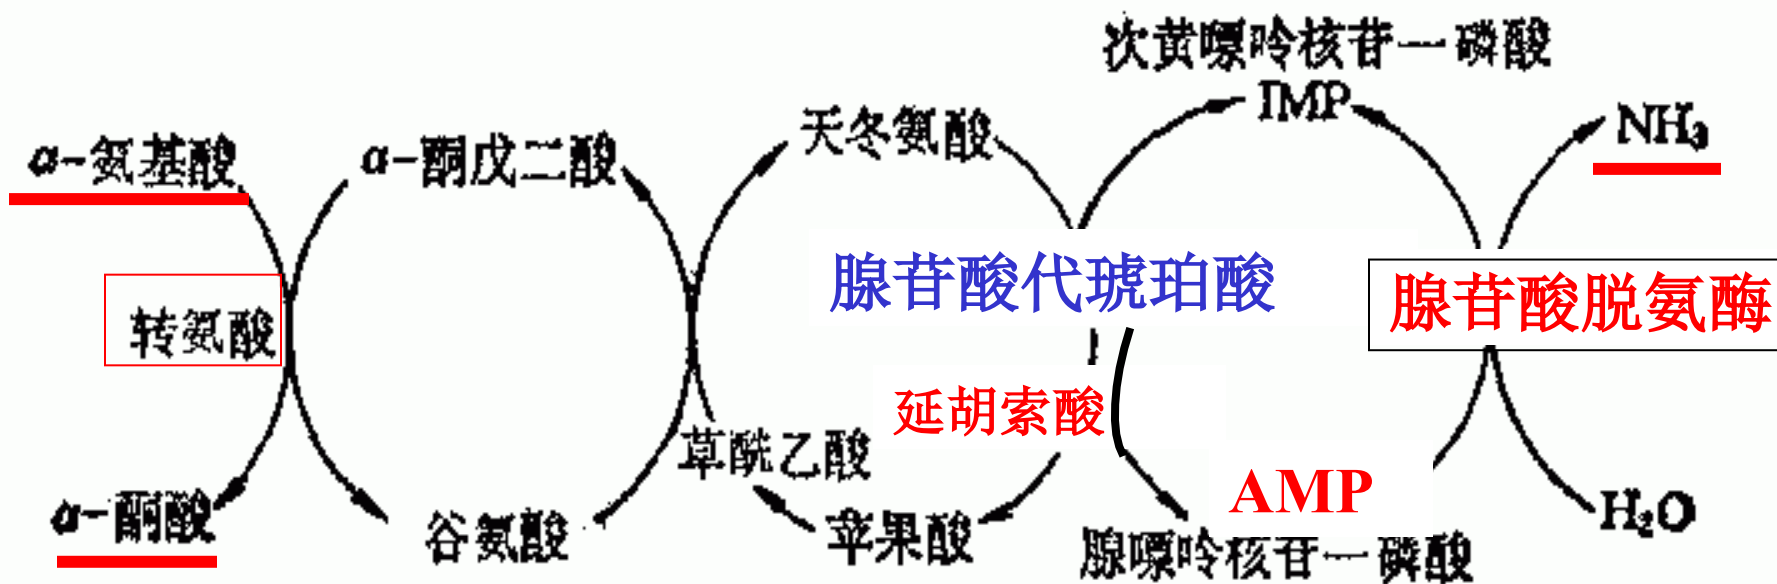 次黄嘌呤核苷一磷酸
IMP
天冬氨酸
NH₃
α-氨基酸
α-酮戊二酸
腺苷酸代琥珀酸
腺苷酸脱氨酶
转氨酸
延胡索酸
草酰乙酸
AMP
α-酮酸
谷氨酸
苹果酸
H₂O
腺嘌呤核苷一磷酸